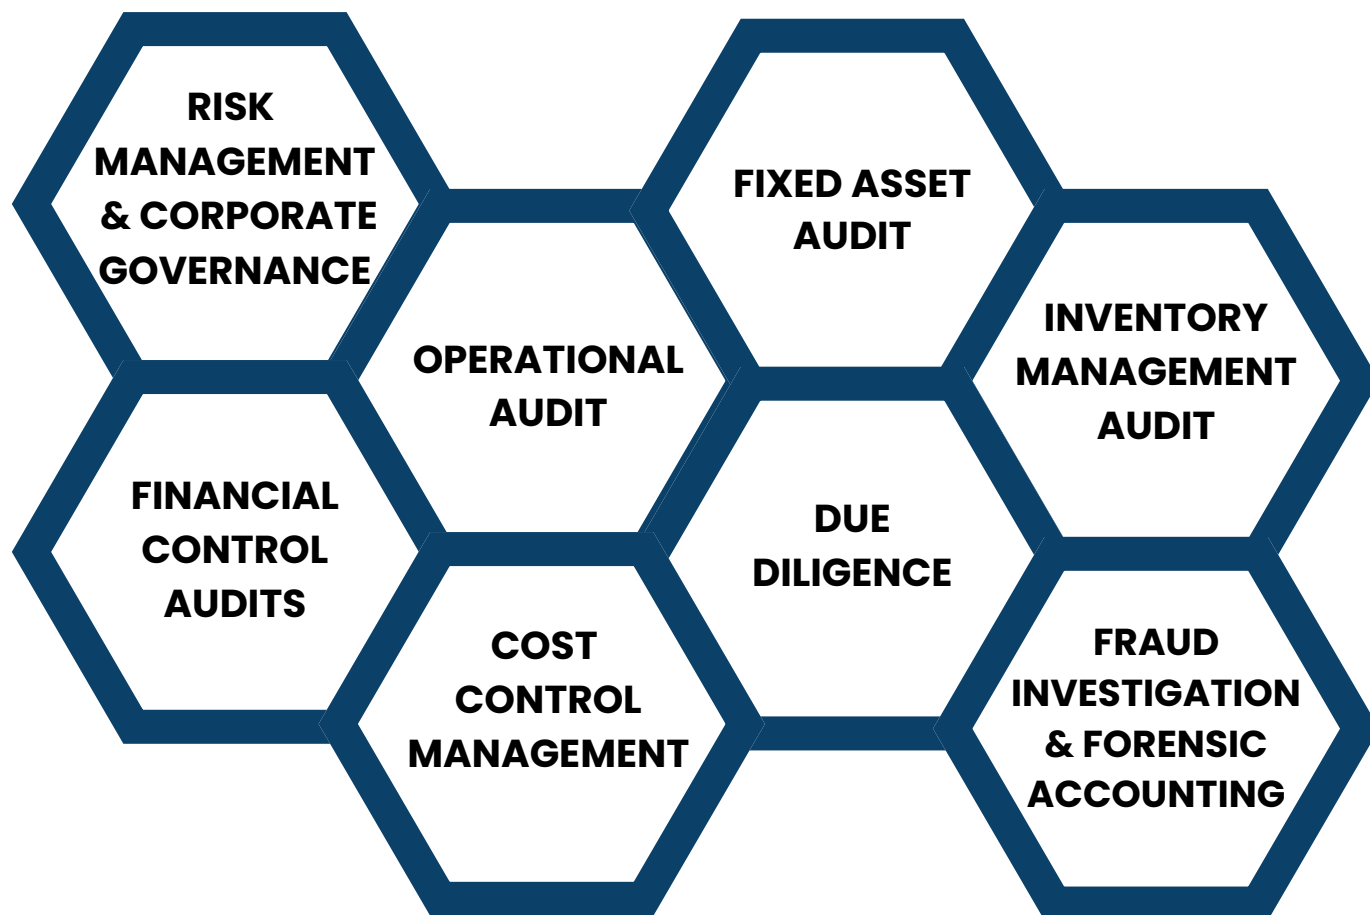 RISK
MANAGEMENT
& CORPORATE
GOVERNANCE
FIXED ASSET
AUDIT
OPERATIONAL
AUDIT
INVENTORY
MANAGEMENT
AUDIT
FINANCIAL
CONTROL
AUDITS
DUE
DILIGENCE
COST
CONTROL
MANAGEMENT
FRAUD
INVESTIGATION
& FORENSIC
ACCOUNTING